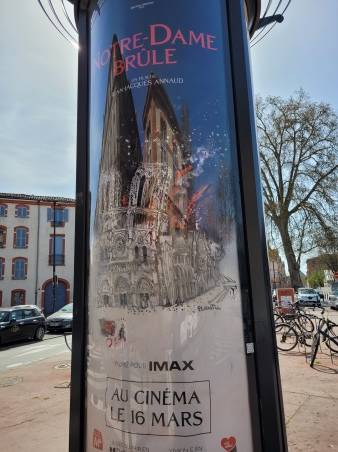 NOTRE-DAME
BRÛLE
UN FILM DE
JEAN-JACQUES ANNAUD
IMAX
AU CINÉMA
LE 16 MARS